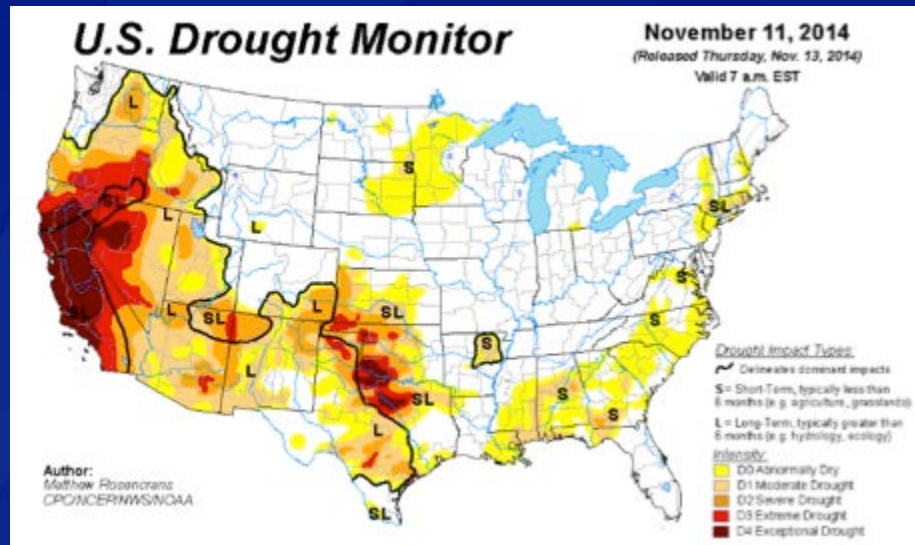 U.S. Drought Monitor
November 11, 2014
(Released Thursday, Nov. 13, 2014)
Valid 7 a.m. EST
L
S
SL
SL
L
L
S
S
SL
L
L
SL
S
L
SL
S
SL
L
S
L
S
SL
Drought Impact Types:
Delineates dominant impacts
S = Short-Term, typically less than
6 months (e.g. agriculture, grasslands)
L = Long-Term, typically greater than
6 months (e.g. hydrology, ecology)
Intensity:
D0 Abnormally Dry
D1 Moderate Drought
D2 Severe Drought
D3 Extreme Drought
D4 Exceptional Drought
Author:
Matthew Rosencrans
CPC/NCEP/NWS/NOAA